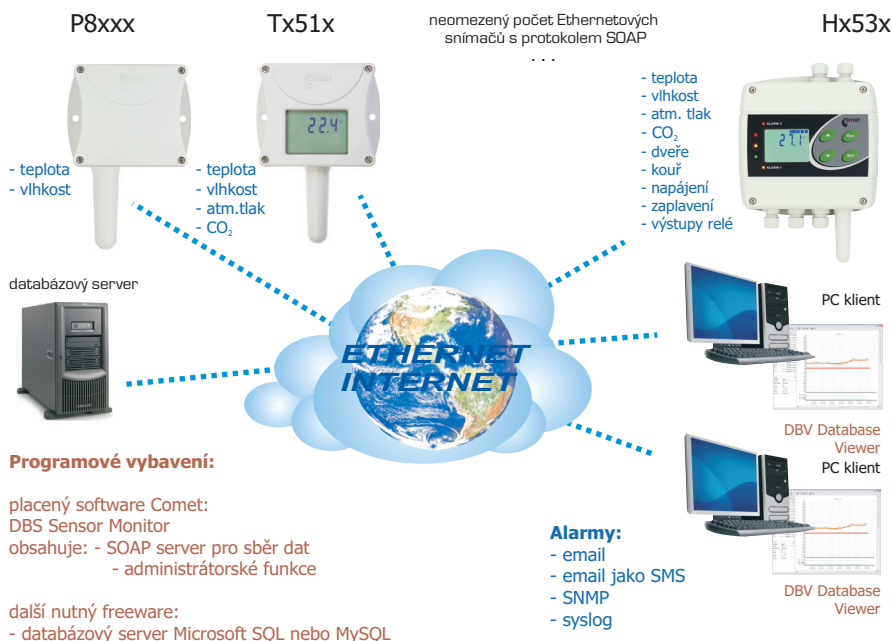 P8xxx
Tx51x
neomezený počet Ethernetových
snímačů s protokolem SOAP
. . .
Hx53x
- teplota
- vlhkost
22.4
- teplota
- vlhkost
- atm.tlak
- CO₂
- teplota
- vlhkost
- atm. tlak
- CO₂
- dveře
- kouř
- napájení
- zaplavení
- výstupy relé
ALARM 2
27.1
ALARM 1
databázový server
ETHERNET
INTERNET
PC klient
DBV Database
Viewer
PC klient
DBV Database
Viewer
Programové vybavení:
placený software Comet:
DBS Sensor Monitor
obsahuje: - SOAP server pro sběr dat
- administrátorské funkce
další nutný freeware:
- databázový server Microsoft SQL nebo MySQL
Alarmy:
- email
- email jako SMS
- SNMP
- syslog